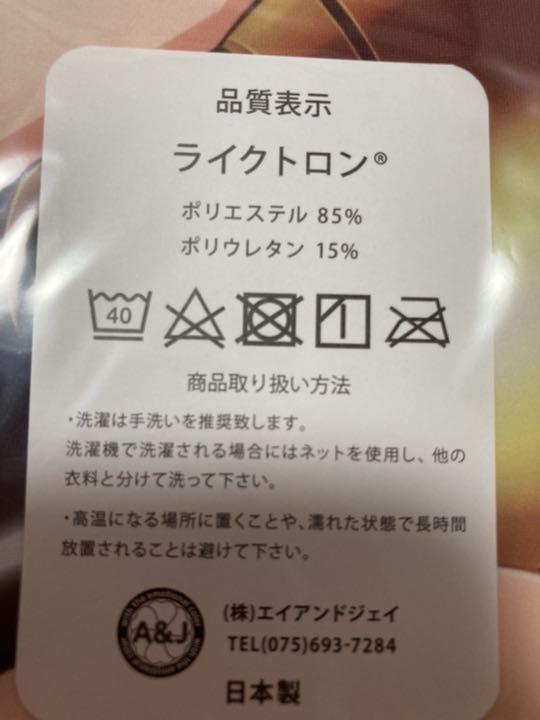 品質表示
ライクトロン®
ポリエステル 85%
ポリウレタン 15%
40
商品取り扱い方法
・洗濯は手洗いを推奨致します。
洗濯機で洗濯される場合にはネットを使用し、他の
衣料と分けて洗って下さい。
・高温になる場所に置くことや、濡れた状態で長時間
放置されることは避けて下さい。
with the emotional color
A&J
(株)エイアンドジェイ
TEL(075)693-7284
日本製